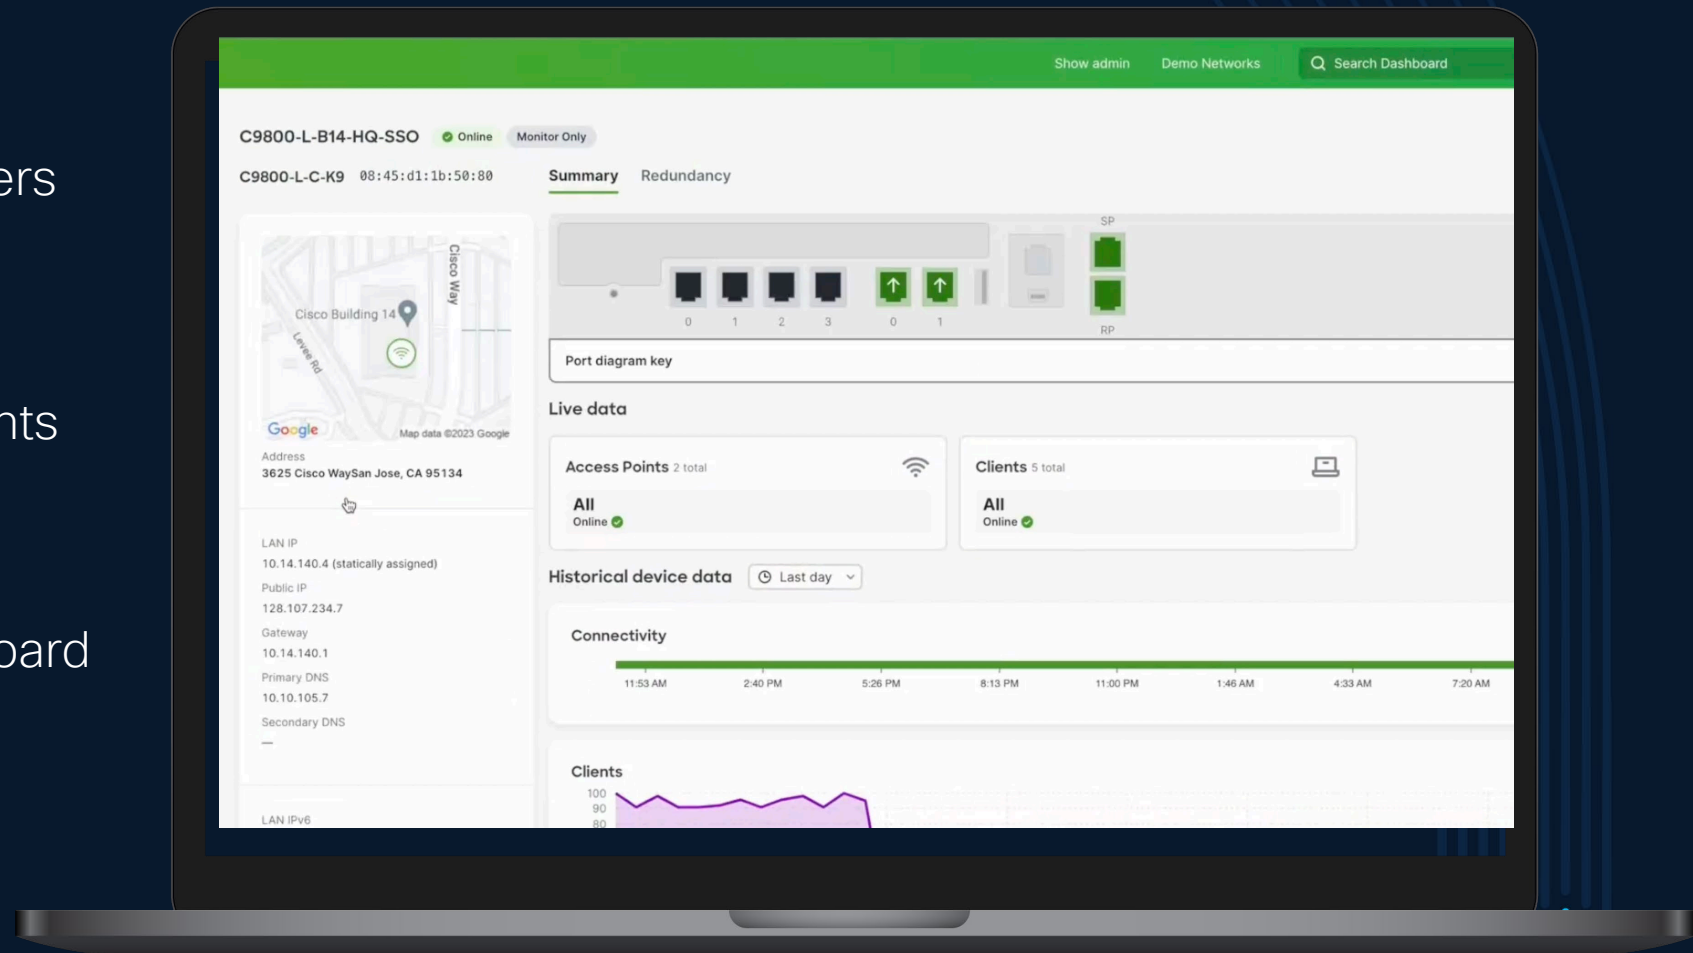 ers
nts
oard
Show admin
Demo Networks
Search Dashboard
C9800-L-B14-HQ-SSO
Online
Monitor Only
C9800-L-C-K9 08:45:d1:1b:50:80
Summary
Redundancy
Cisco Way
Cisco Building 14
Levee Rd
Google
Map data ©2023 Google
Address
3625 Cisco WaySan Jose, CA 95134
LAN IP
10.14.140.4 (statically assigned)
Public IP
128.107.234.7
Gateway
10.14.140.1
Primary DNS
10.10.105.7
Secondary DNS
—
LAN IPv6
SP
0 1 2 3 0 1
RP
Port diagram key
Live data
Access Points 2 total
All
Online
Clients 5 total
All
Online
Historical device data
Last day
Connectivity
11:53 AM 2:40 PM 5:26 PM 8:13 PM 11:00 PM 1:46 AM 4:33 AM 7:20 AM
Clients
100
90
80